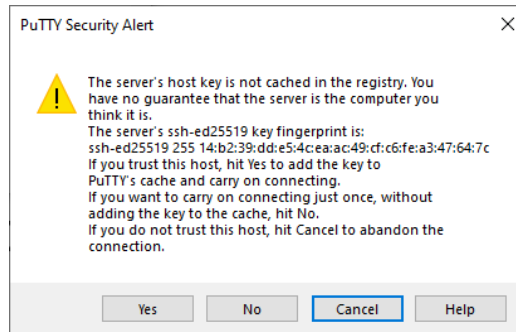 PuTTY Security Alert
The server's host key is not cached in the registry. You
have no guarantee that the server is the computer you
think it is.
The server's ssh-ed25519 key fingerprint is:
ssh-ed25519 255 14:b2:39:dd:e5:4c:ea:ac:49:cf:c6:fe:a3:47:64:7c
If you trust this host, hit Yes to add the key to
PuTTY's cache and carry on connecting.
If you want to carry on connecting just once, without
adding the key to the cache, hit No.
If you do not trust this host, hit Cancel to abandon the
connection.
Yes No Cancel Help